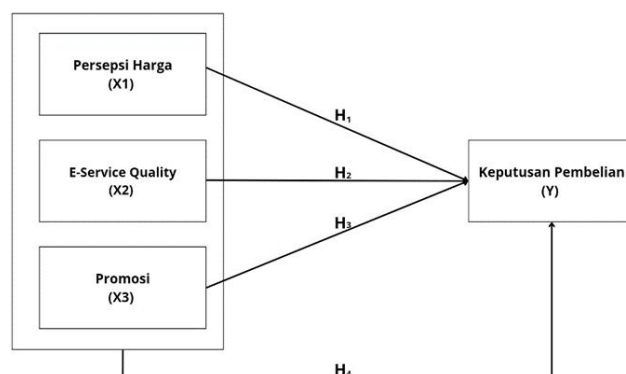 Persepsi Harga
(X1)
H₁
E-Service Quality
(X2)
H₂
Keputusan Pembelian
(Y)
H₃
Promosi
(X3)
H₄